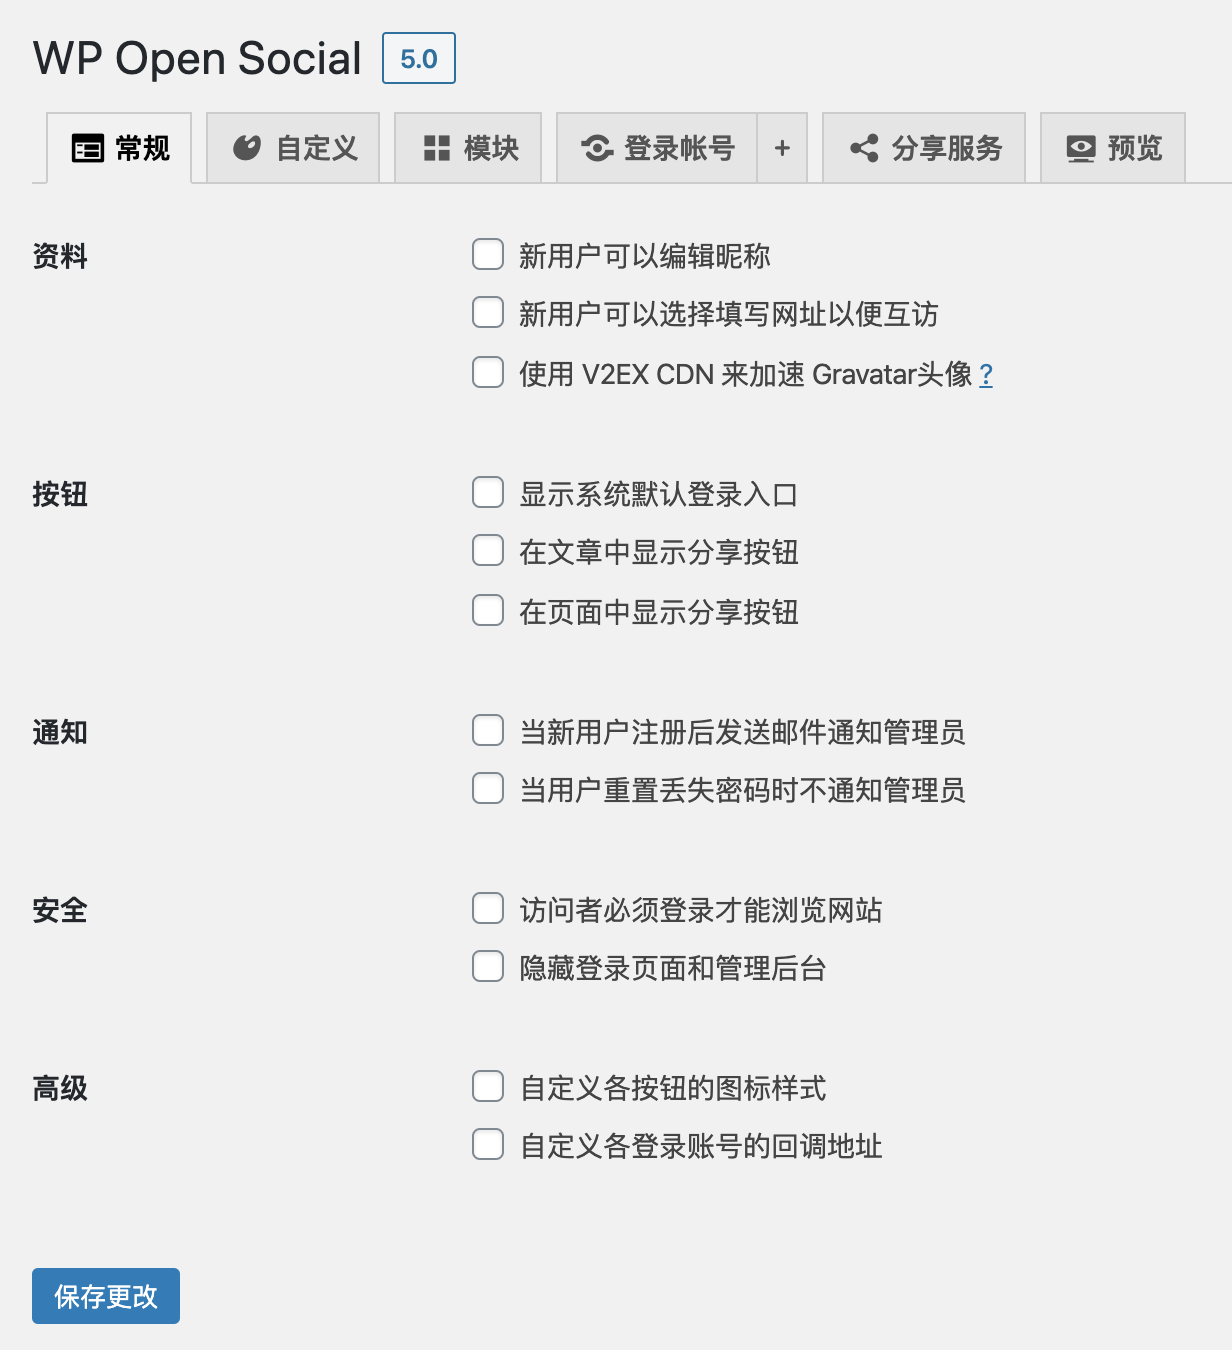 WP Open Social 5.0
常规 自定义 模块 登录帐号 + 分享服务 预览
资料
新用户可以编辑昵称
新用户可以选择填写网址以便互访
使用 V2EX CDN 来加速 Gravatar头像 ?
按钮
显示系统默认登录入口
在文章中显示分享按钮
在页面中显示分享按钮
通知
当新用户注册后发送邮件通知管理员
当用户重置丢失密码时不通知管理员
安全
访问者必须登录才能浏览网站
隐藏登录页面和管理后台
高级
自定义各按钮的图标样式
自定义各登录账号的回调地址
保存更改